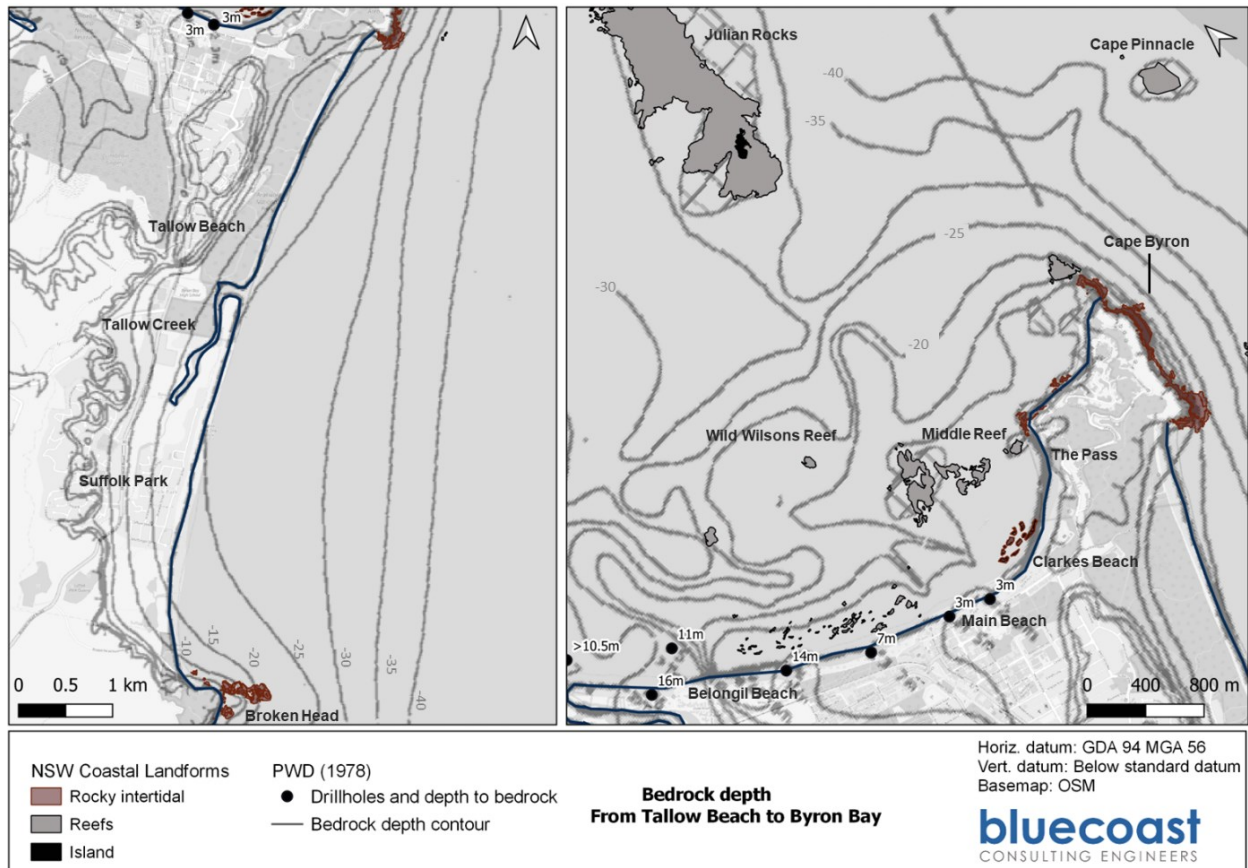 3m
3m
-10
Tallow Beach
Tallow Creek
Suffolk Park
-10
-15
-20
-25
-30
-35
-40
0 0.5 1 km
Broken Head
Julian Rocks
Cape Pinnacle
-40
-35
-25
Cape Byron
-30
-20
Wild Wilsons Reef
Middle Reef
The Pass
Clarkes Beach
3m
3m
Main Beach
7m
11m
>10.5m
14m
16m
Belongil Beach
0 400 800 m
NSW Coastal Landforms
Rocky intertidal
Reefs
Island
PWD (1978)
Drillholes and depth to bedrock
Bedrock depth contour
Bedrock depth
From Tallow Beach to Byron Bay
Horiz. datum: GDA 94 MGA 56
Vert. datum: Below standard datum
Basemap: OSM
bluecoast
CONSULTING ENGINEERS